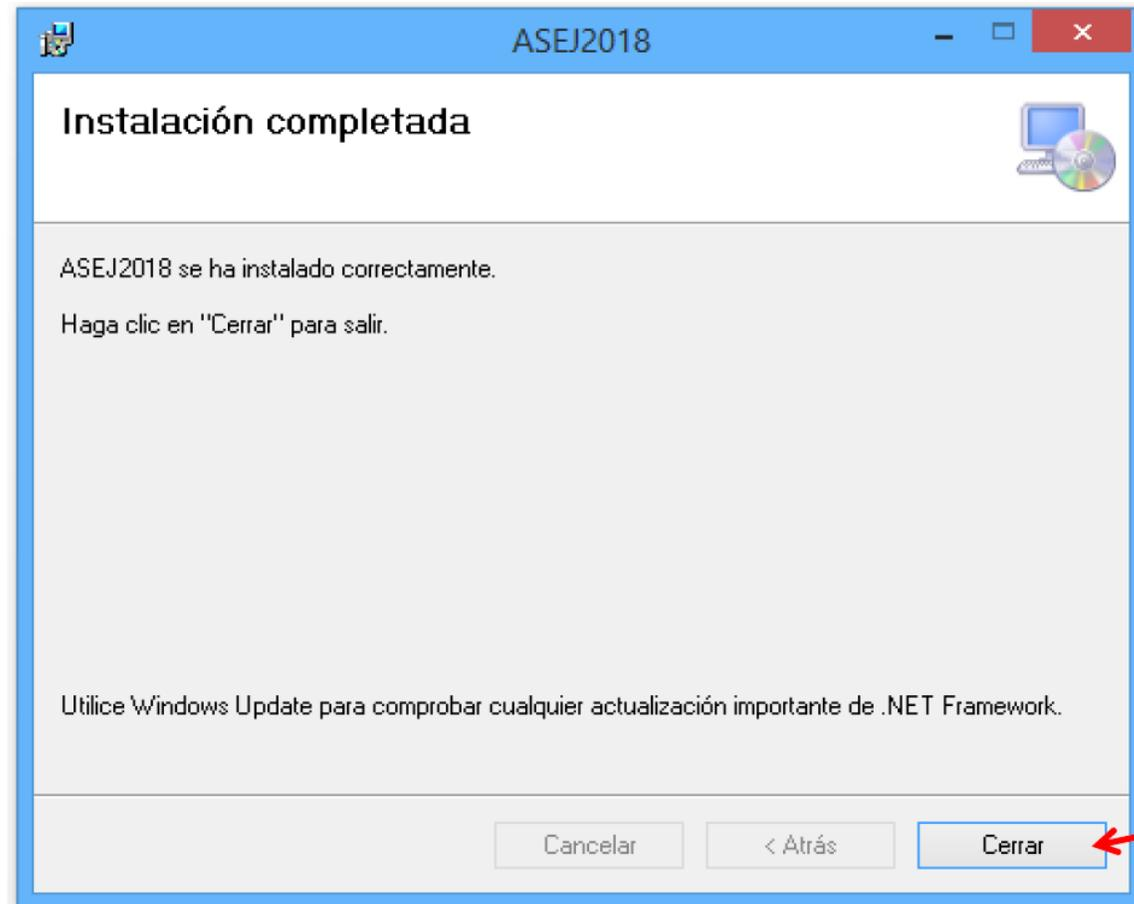 ASEJ2018
Instalación completada
ASEJ2018 se ha instalado correctamente.
Haga clic en "Cerrar" para salir.
Utilice Windows Update para comprobar cualquier actualización importante de .NET Framework.
Cancelar
< Atrás
Cerrar